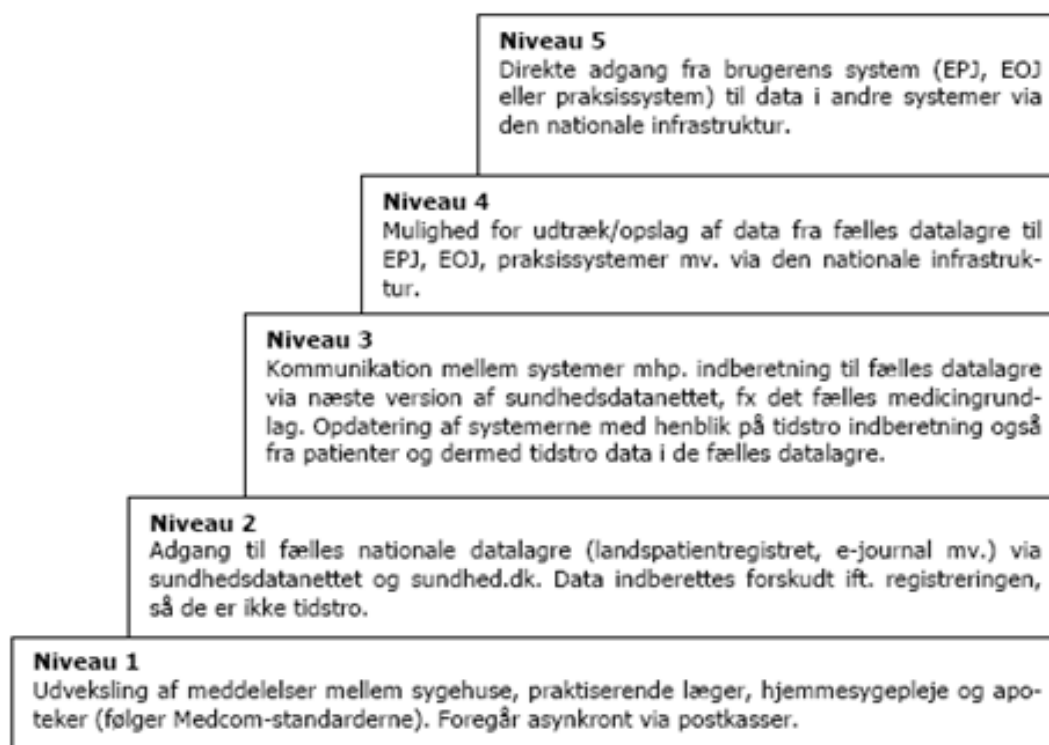 Niveau 5
Direkte adgang fra brugerens system (EPJ, EOJ
eller praksissystem) til data i andre systemer via
den nationale infrastruktur.
Niveau 4
Mulighed for udtræk/opslag af data fra fælles datalagre til
EPJ, EOJ, praksissystemer mv. via den nationale infrastruk-
tur.
Niveau 3
Kommunikation mellem systemer mhp. indberetning til fælles datalagre
via næste version af sundhedsdatanettet, fx det fælles medicingrund-
lag. Opdatering af systemerne med henblik på tidstro indberetning også
fra patienter og dermed tidstro data i de fælles datalagre.
Niveau 2
Adgang til fælles nationale datalagre (landspatientregistret, e-journal mv.) via
sundhedsdatanettet og sundhed.dk. Data indberettes forskudt ift. registreringen,
så de er ikke tidstro.
Niveau 1
Udveksling af meddelelser mellem sygehuse, praktiserende læger, hjemmesygepleje og apo-
teker (følger Medcom-standarderne). Foregår asynkront via postkasser.